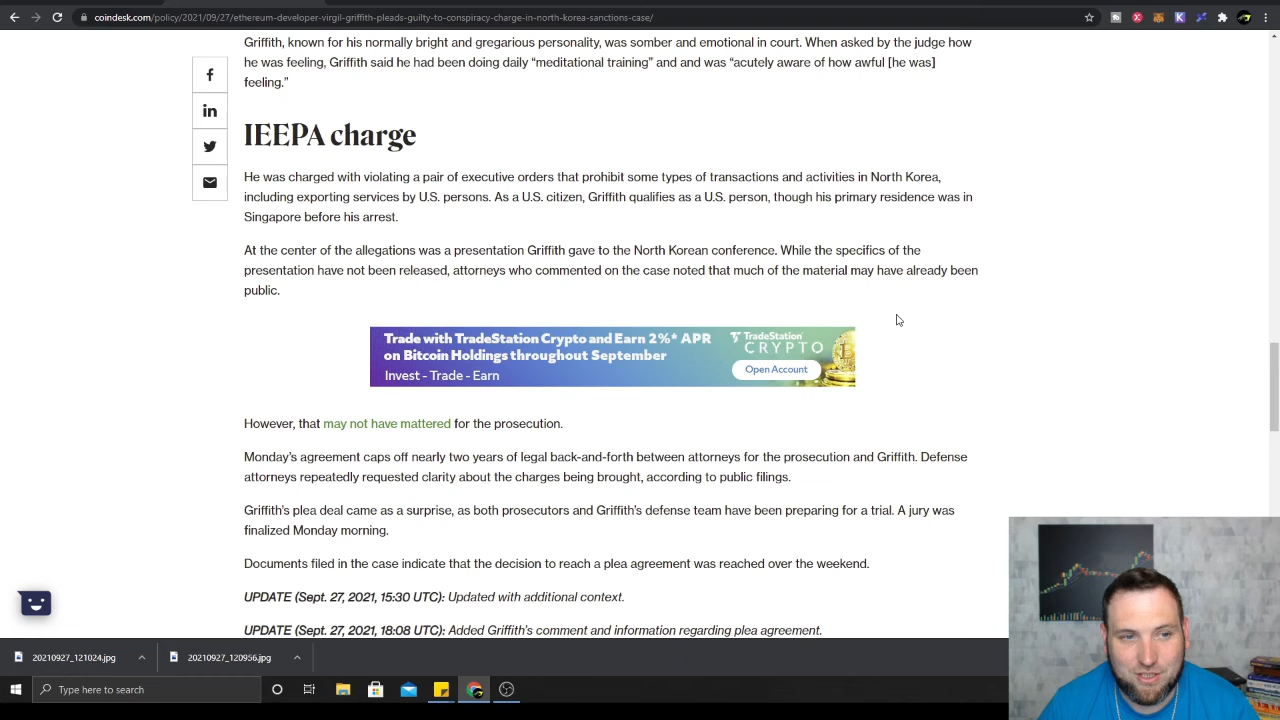 coindesk.com/policy/2021/09/27/ethereum-developer-virgil-griffith-pleads-guilty-to-conspiracy-charge-in-north-korea-sanctions-case/
Griffith, known for his normally bright and gregarious personality, was somber and emotional in court. When asked by the judge how
he was feeling, Griffith said he had been doing daily “meditational training” and and was “acutely aware of how awful [he was]
feeling.”
IEEPA charge
He was charged with violating a pair of executive orders that prohibit some types of transactions and activities in North Korea,
including exporting services by U.S. persons. As a U.S. citizen, Griffith qualifies as a U.S. person, though his primary residence was in
Singapore before his arrest.
At the center of the allegations was a presentation Griffith gave to the North Korean conference. While the specifics of the
presentation have not been released, attorneys who commented on the case noted that much of the material may have already been
public.
Trade with TradeStation Crypto and Earn 2%* APR
on Bitcoin Holdings throughout September
Invest - Trade - Earn
TradeStation
CRYPTO
Open Account
However, that may not have mattered for the prosecution.
Monday’s agreement caps off nearly two years of legal back-and-forth between attorneys for the prosecution and Griffith. Defense
attorneys repeatedly requested clarity about the charges being brought, according to public filings.
Griffith’s plea deal came as a surprise, as both prosecutors and Griffith’s defense team have been preparing for a trial. A jury was
finalized Monday morning.
Documents filed in the case indicate that the decision to reach a plea agreement was reached over the weekend.
UPDATE (Sept. 27, 2021, 15:30 UTC): Updated with additional context.
UPDATE (Sept. 27, 2021, 18:08 UTC): Added Griffith’s comment and information regarding plea agreement.
20210927_121024.jpg
20210927_120956.jpg
Type here to search